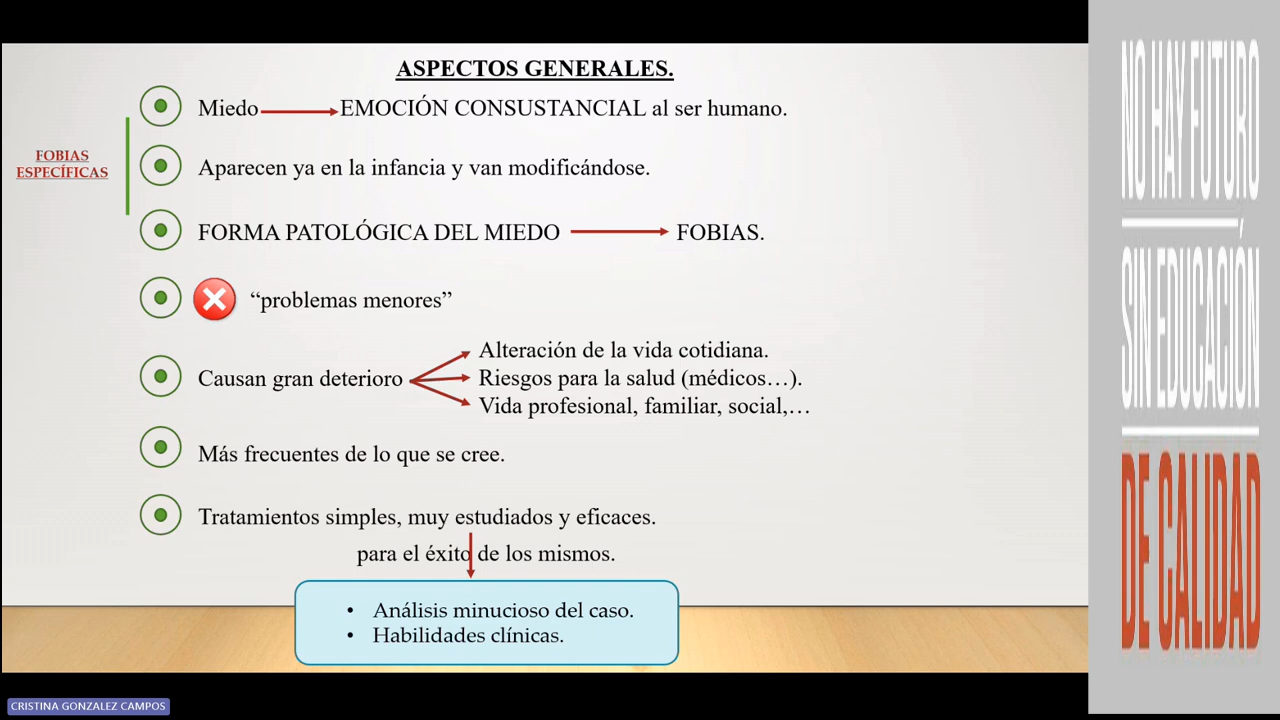 ASPECTOS GENERALES.
Miedo EMOCIÓN CONSUSTANCIAL al ser humano.
FOBIAS
ESPECÍFICAS
Aparecen ya en la infancia y van modificándose.
FORMA PATOLÓGICA DEL MIEDO FOBIAS.
“problemas menores”
Causan gran deterioro
Alteración de la vida cotidiana.
Riesgos para la salud (médicos…).
Vida profesional, familiar, social,…
Más frecuentes de lo que se cree.
Tratamientos simples, muy estudiados y eficaces.
para el éxito de los mismos.
• Análisis minucioso del caso.
• Habilidades clínicas.
NO HAY FUTURO
SIN EDUCACIÓN
DE CALIDAD
CRISTINA GONZALEZ CAMPOS